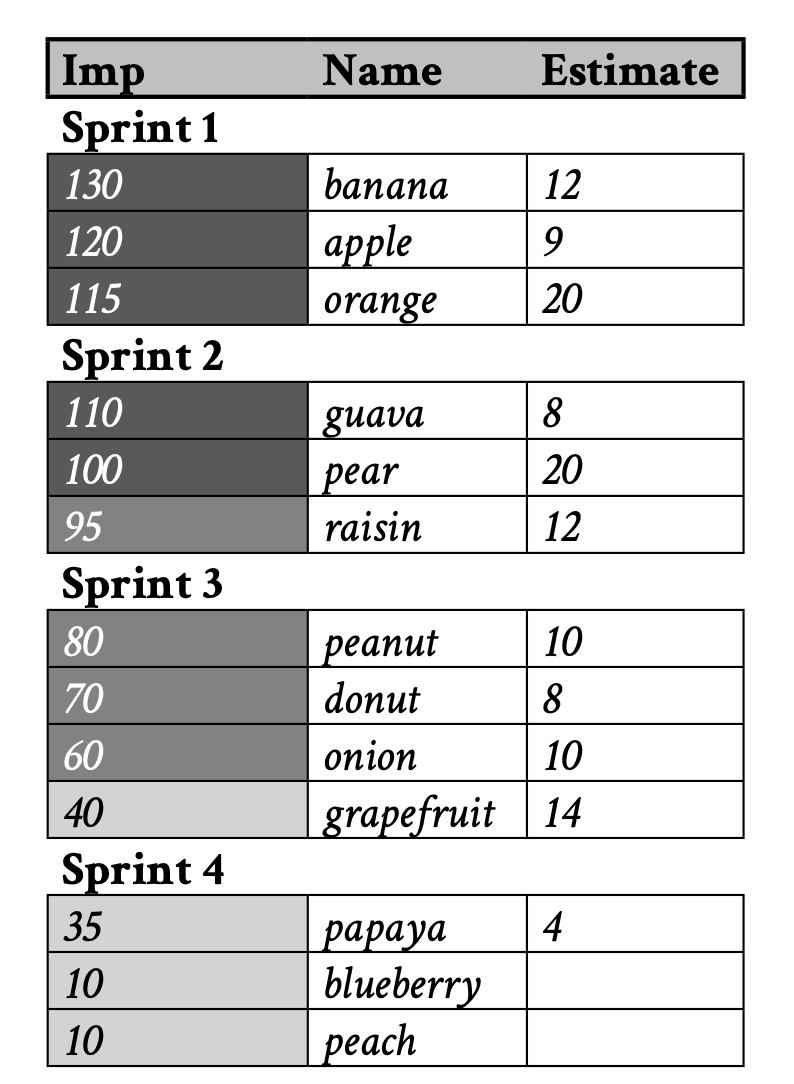 Imp Name Estimate
Sprint 1
130 banana 12
120 apple 9
115 orange 20
Sprint 2
110 guava 8
100 pear 20
95 raisin 12
Sprint 3
80 peanut 10
70 donut 8
60 onion 10
40 grapefruit 14
Sprint 4
35 papaya 4
10 blueberry
10 peach